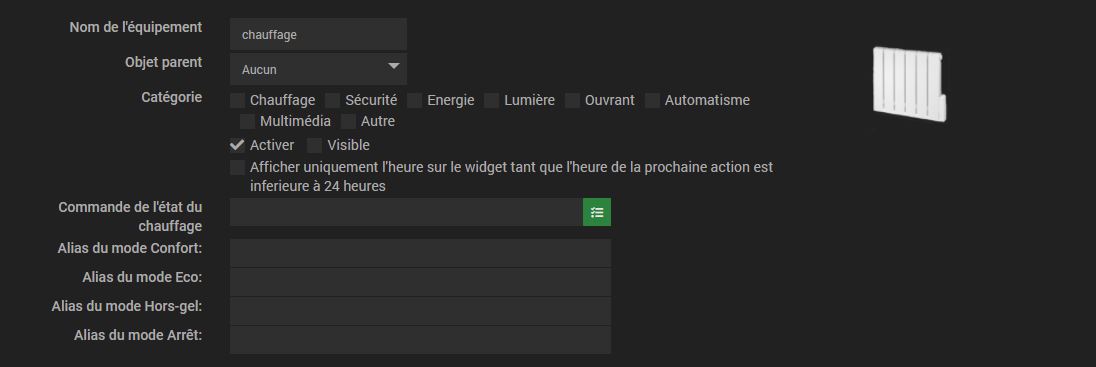 Nom de l'équipement
chauffage
Objet parent
Aucun
Catégorie
Chauffage Sécurité Energie Lumière Ouvrant Automatisme
Multimédia Autre
Activer Visible
Afficher uniquement l'heure sur le widget tant que l'heure de la prochaine action est
inferieure à 24 heures
Commande de l'état du
chauffage
Alias du mode Confort:
Alias du mode Eco:
Alias du mode Hors-gel:
Alias du mode Arrêt: